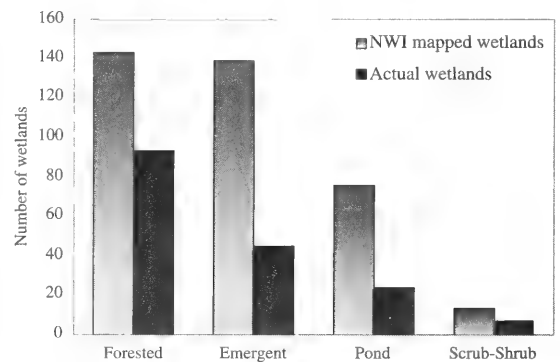 160
140
120
100
80
60
40
20
0
Number of wetlands
NWI mapped wetlands
Actual wetlands
Forested
Emergent
Pond
Scrub-Shrub